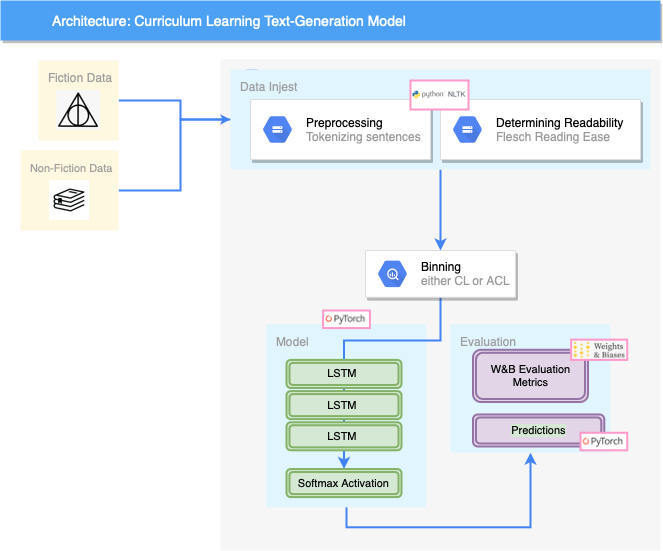 Architecture: Curriculum Learning Text-Generation Model
Fiction Data
Non-Fiction Data
Data Injest
python NLTK
Preprocessing
Tokenizing sentences
Determining Readability
Flesch Reading Ease
Binning
either CL or ACL
PyTorch
Model
LSTM
LSTM
LSTM
Softmax Activation
Evaluation
Weights
& Biases
W&B Evaluation
Metrics
Predictions
PyTorch